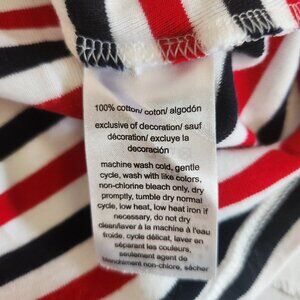 100% cotton/ coton/ algodón
exclusive of decoration/ sauf
décoration/ excluye la
decoración
machine wash cold, gentle
cycle, wash with like colors,
non-chlorine bleach only, dry
promptly, tumble dry normal
cycle, low heat, low heat iron if
necessary, do not dry
clean/laver à la machine à l'eau
froide, cycle délicat, laver en
séparant les couleurs,
seulement agent de
blanchiment non-chlore, sécher